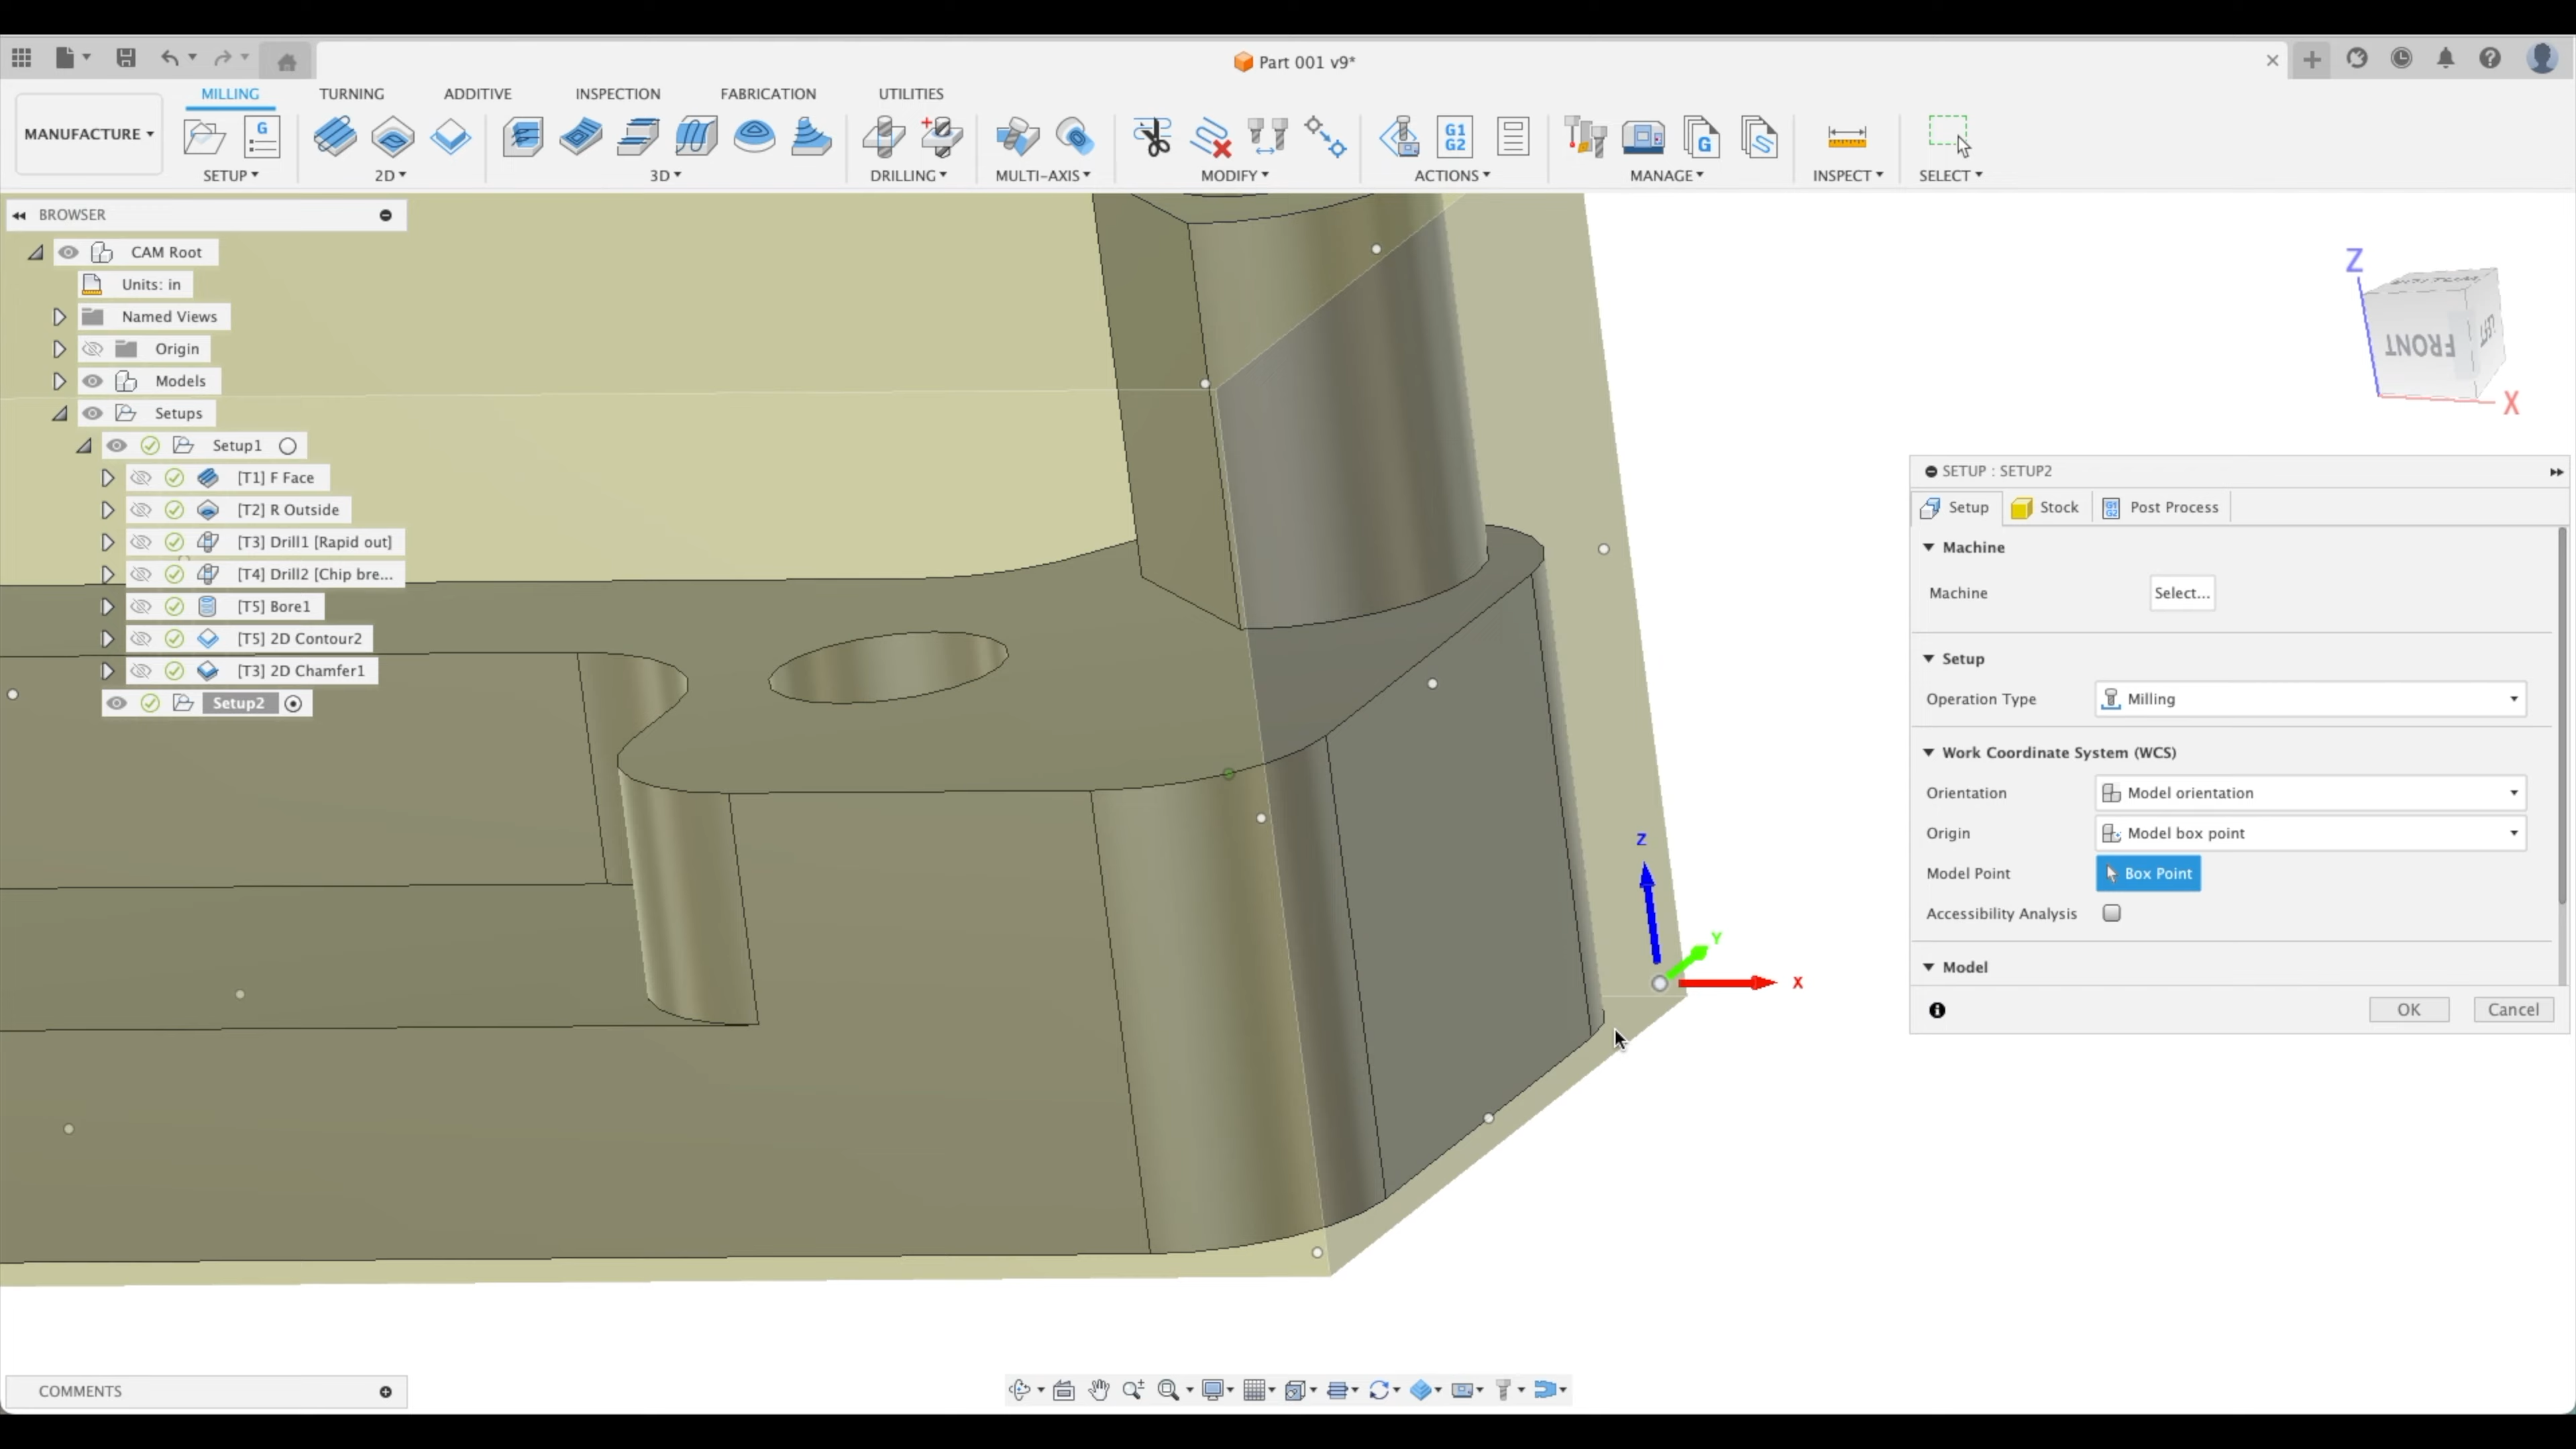 Part 001 v9*
MILLING TURNING ADDITIVE INSPECTION FABRICATION UTILITIES
MANUFACTURE
G
G1
G2
G
SETUP 2D 3D DRILLING MULTI-AXIS MODIFY ACTIONS MANAGE INSPECT SELECT
BROWSER
CAM Root
Units: in
Named Views
Origin
Models
Setups
Setup1
[T1] F Face
[T2] R Outside
[T3] Drill1 [Rapid out]
[T4] Drill2 [Chip bre...
[T5] Bore1
[T5] 2D Contour2
[T3] 2D Chamfer1
Setup2
Z
FRONT
LEFT
X
Z
Y
X
SETUP : SETUP2
Setup Stock Post Process
Machine
Machine Select...
Setup
Operation Type Milling
Work Coordinate System (WCS)
Orientation Model orientation
Origin Model box point
Model Point Box Point
Accessibility Analysis
Model
OK Cancel
COMMENTS